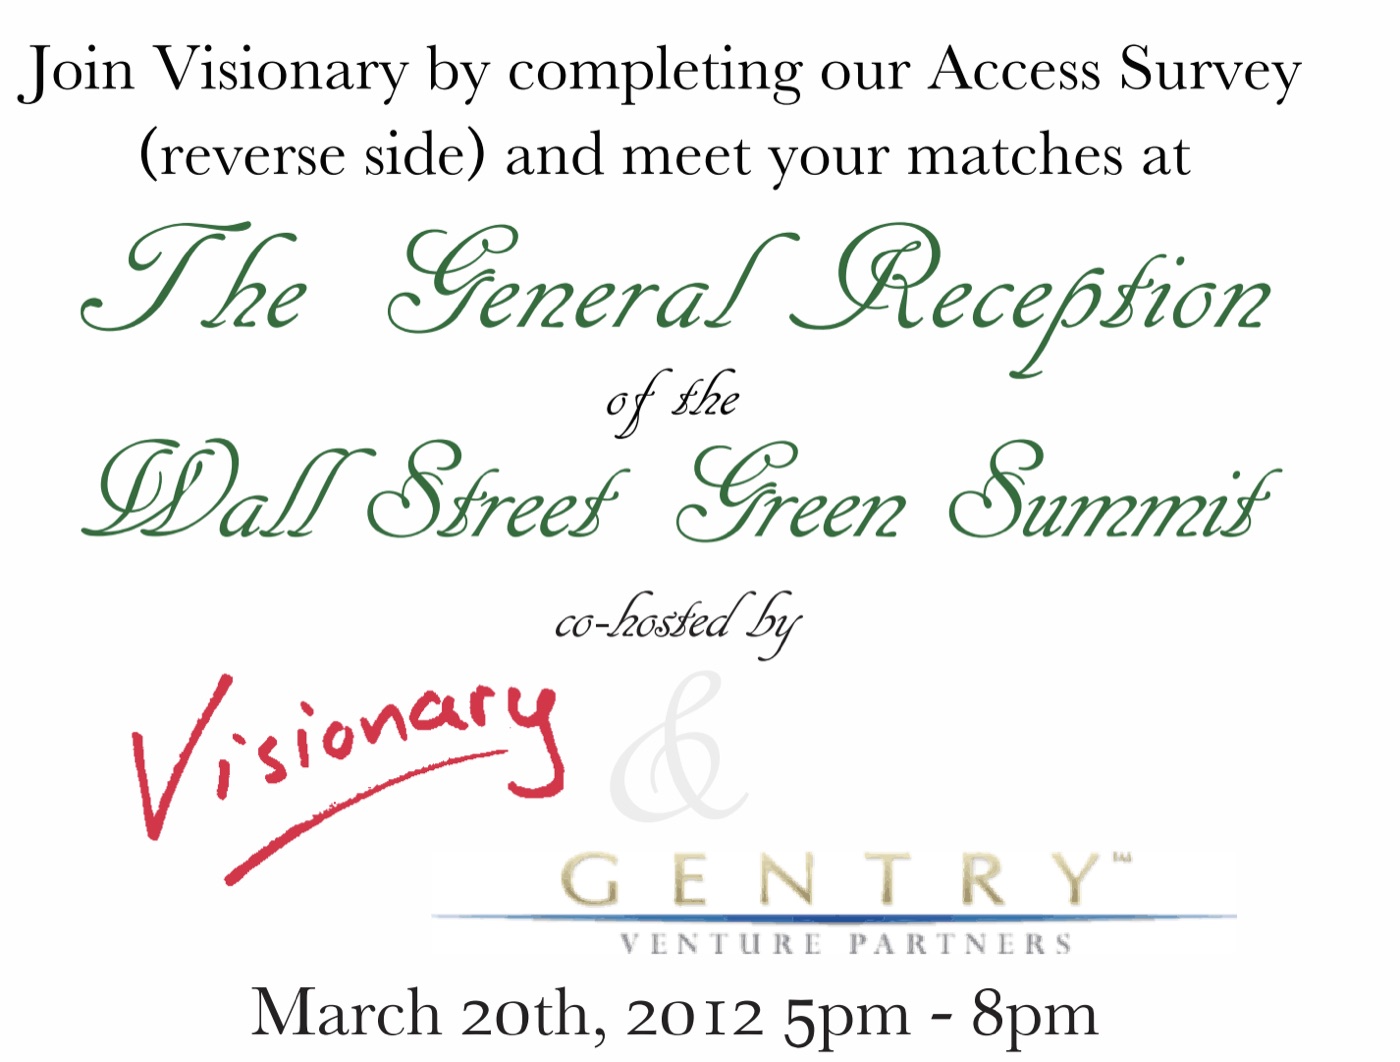 Join Visionary by completing our Access Survey
(reverse side) and meet your matches at
The General Reception
of the
Wall Street Green Summit
co-hosted by
Visionary &
GENTRY™
VENTURE PARTNERS
March 20th, 2012 5pm - 8pm